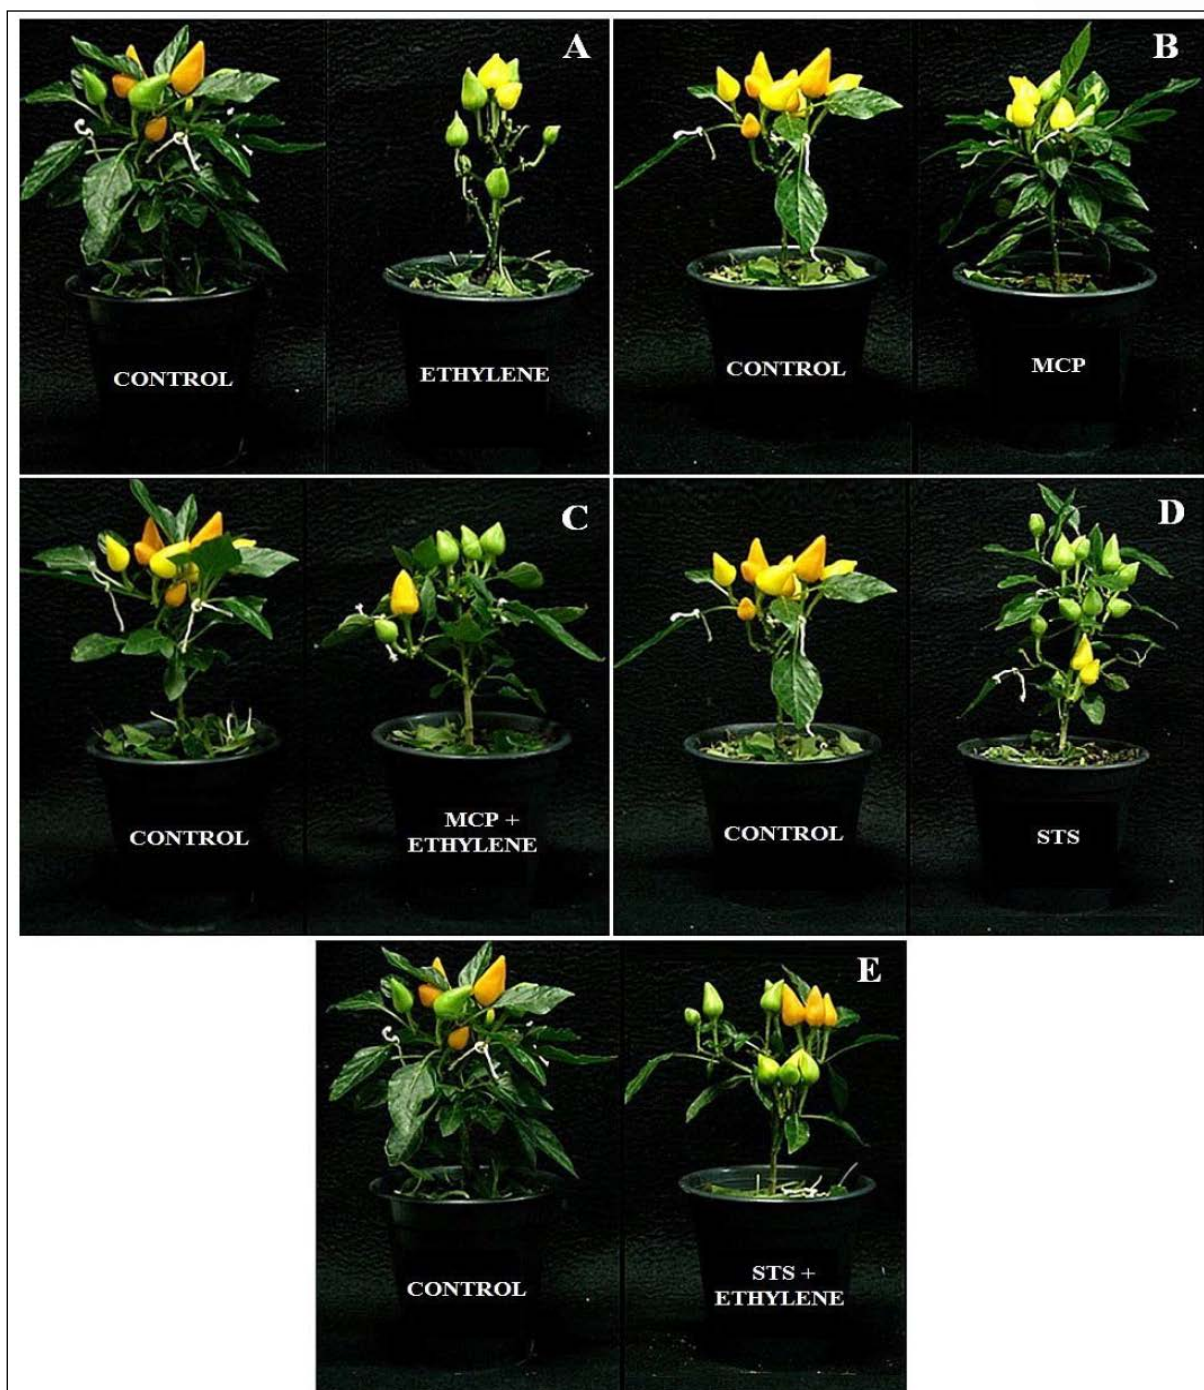 A
CONTROL
ETHYLENE
B
CONTROL
MCP
C
CONTROL
MCP +
ETHYLENE
D
CONTROL
STS
E
CONTROL
STS +
ETHYLENE